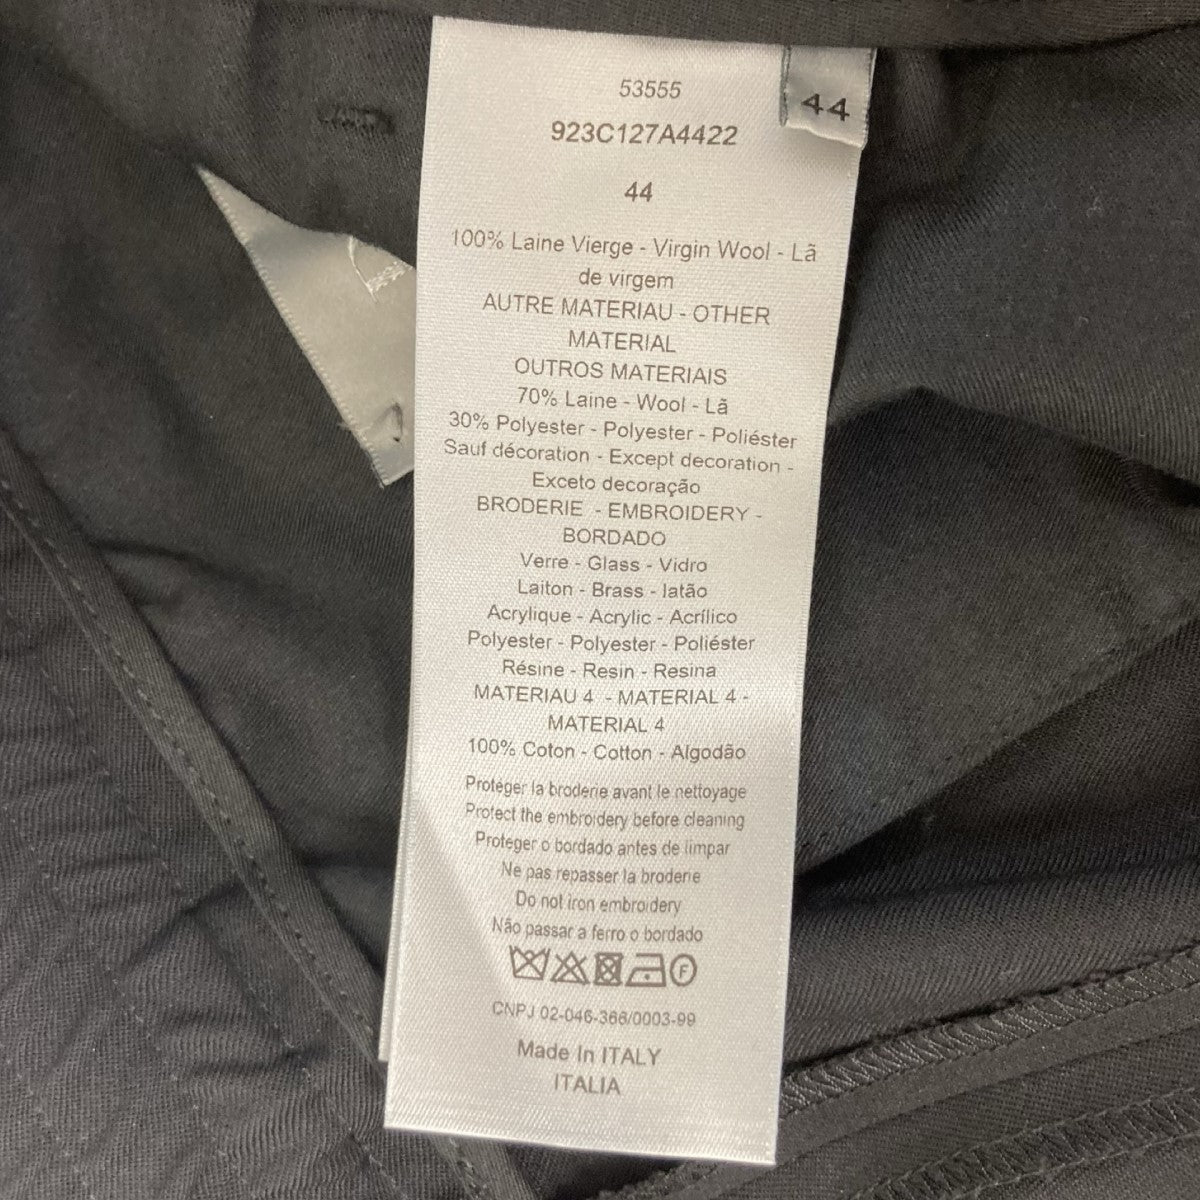 53555
44
923C127A4422
44
100% Laine Vierge - Virgin Wool - Lã
de virgem
AUTRE MATERIAU - OTHER
MATERIAL
OUTROS MATERIAIS
70% Laine - Wool - Lã
30% Polyester - Polyester - Poliéster
Sauf décoration - Except decoration -
Exceto decoração
BRODERIE - EMBROIDERY -
BORDADO
Verre - Glass - Vidro
Laiton - Brass - latão
Acrylique - Acrylic - Acrílico
Polyester - Polyester - Poliéster
Résine - Resin - Resina
MATERIAU 4 - MATERIAL 4 -
MATERIAL 4
100% Coton - Cotton - Algodão
Protéger la broderie avant le nettoyage
Protect the embroidery before cleaning
Proteger o bordado antes de limpar
Ne pas repasser la broderie
Do not iron embroidery
Não passar a ferro o bordado
F
CNPJ 02-046-366/0003-99
Made In ITALY
ITALIA